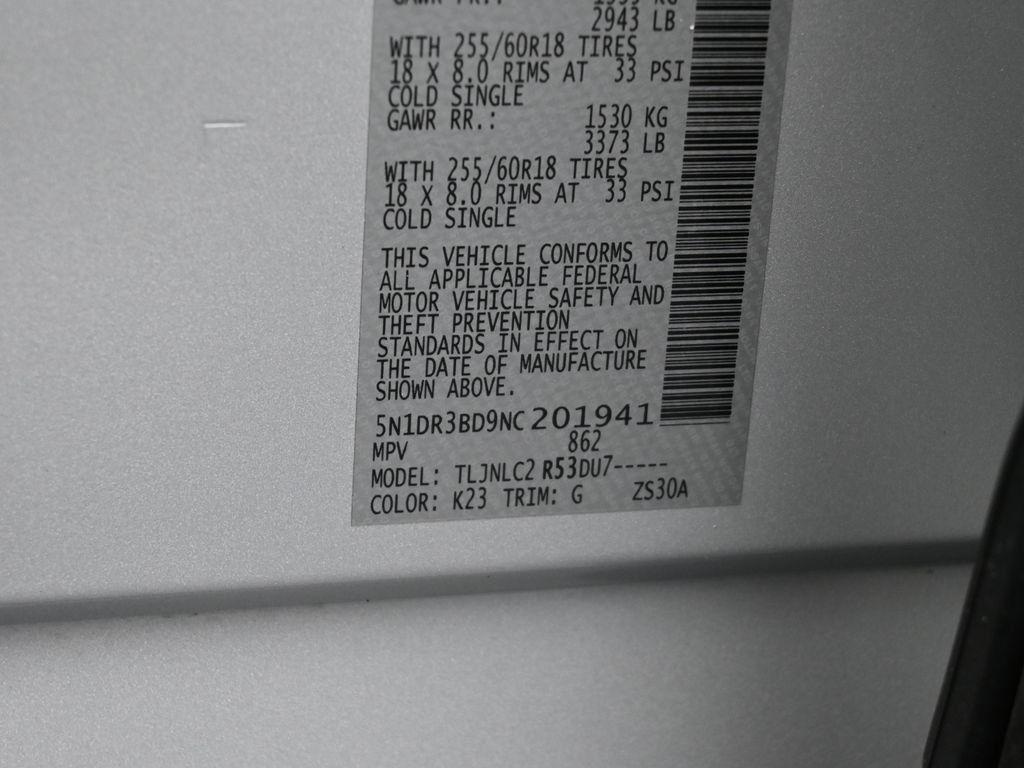 GAWR FR.:
2943 LB
WITH 255/60R18 TIRES
18 X 8.0 RIMS AT 33 PSI
COLD SINGLE
GAWR RR.: 1530 KG
3373 LB
WITH 255/60R18 TIRES
18 X 8.0 RIMS AT 33 PSI
COLD SINGLE
THIS VEHICLE CONFORMS TO
ALL APPLICABLE FEDERAL
MOTOR VEHICLE SAFETY AND
THEFT PREVENTION
STANDARDS IN EFFECT ON
THE DATE OF MANUFACTURE
SHOWN ABOVE.
5N1DR3BD9NC201941
MPV 862
MODEL: TLJNLC2 R53DU7-----
COLOR: K23 TRIM: G ZS30A